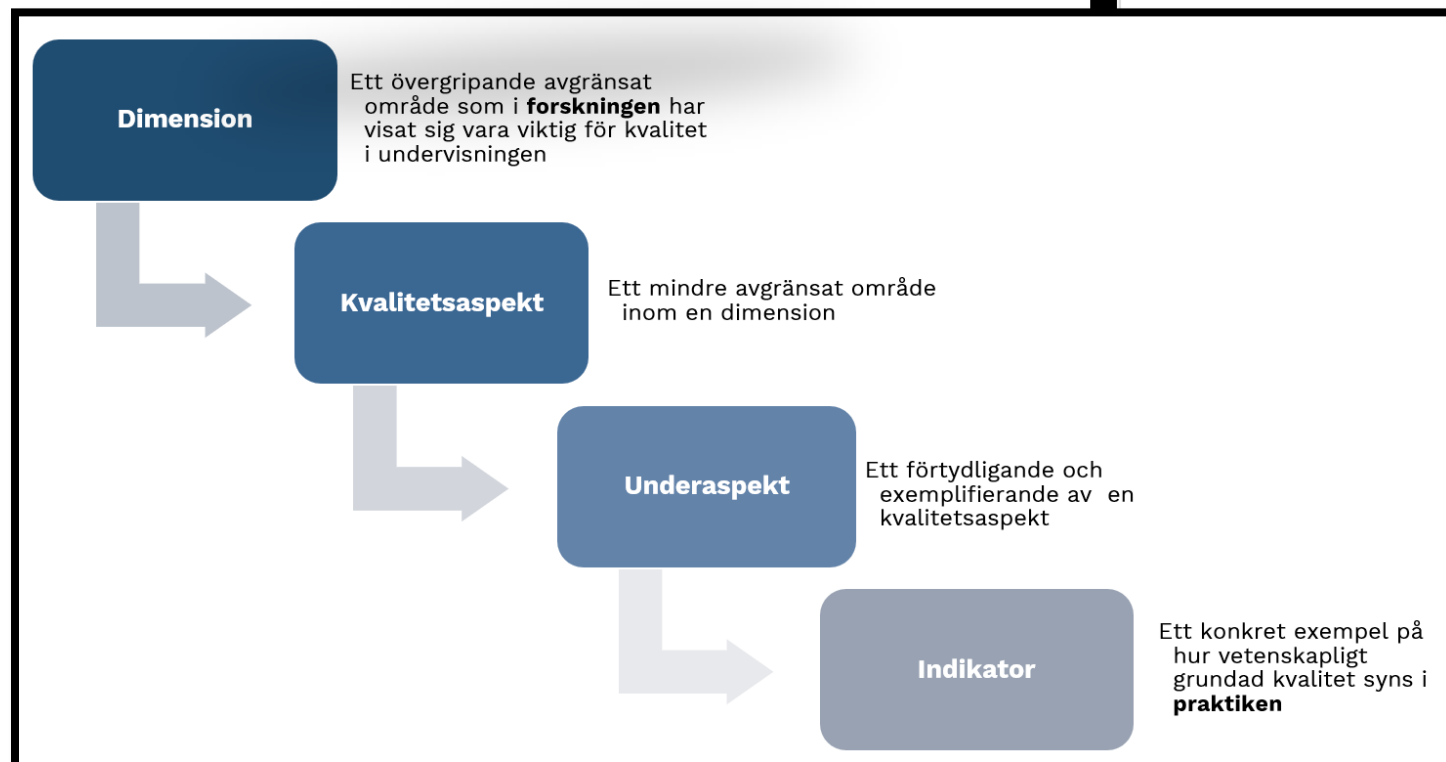 Dimension
Ett övergripande avgränsat
område som i forskningen har
visat sig vara viktig för kvalitet
i undervisningen
Kvalitetsaspekt
Ett mindre avgränsat område
inom en dimension
Underaspekt
Ett förtydligande och
exemplifierande av  en
kvalitetsaspekt
Indikator
Ett konkret exempel på
hur vetenskapligt
grundad kvalitet syns i
praktiken